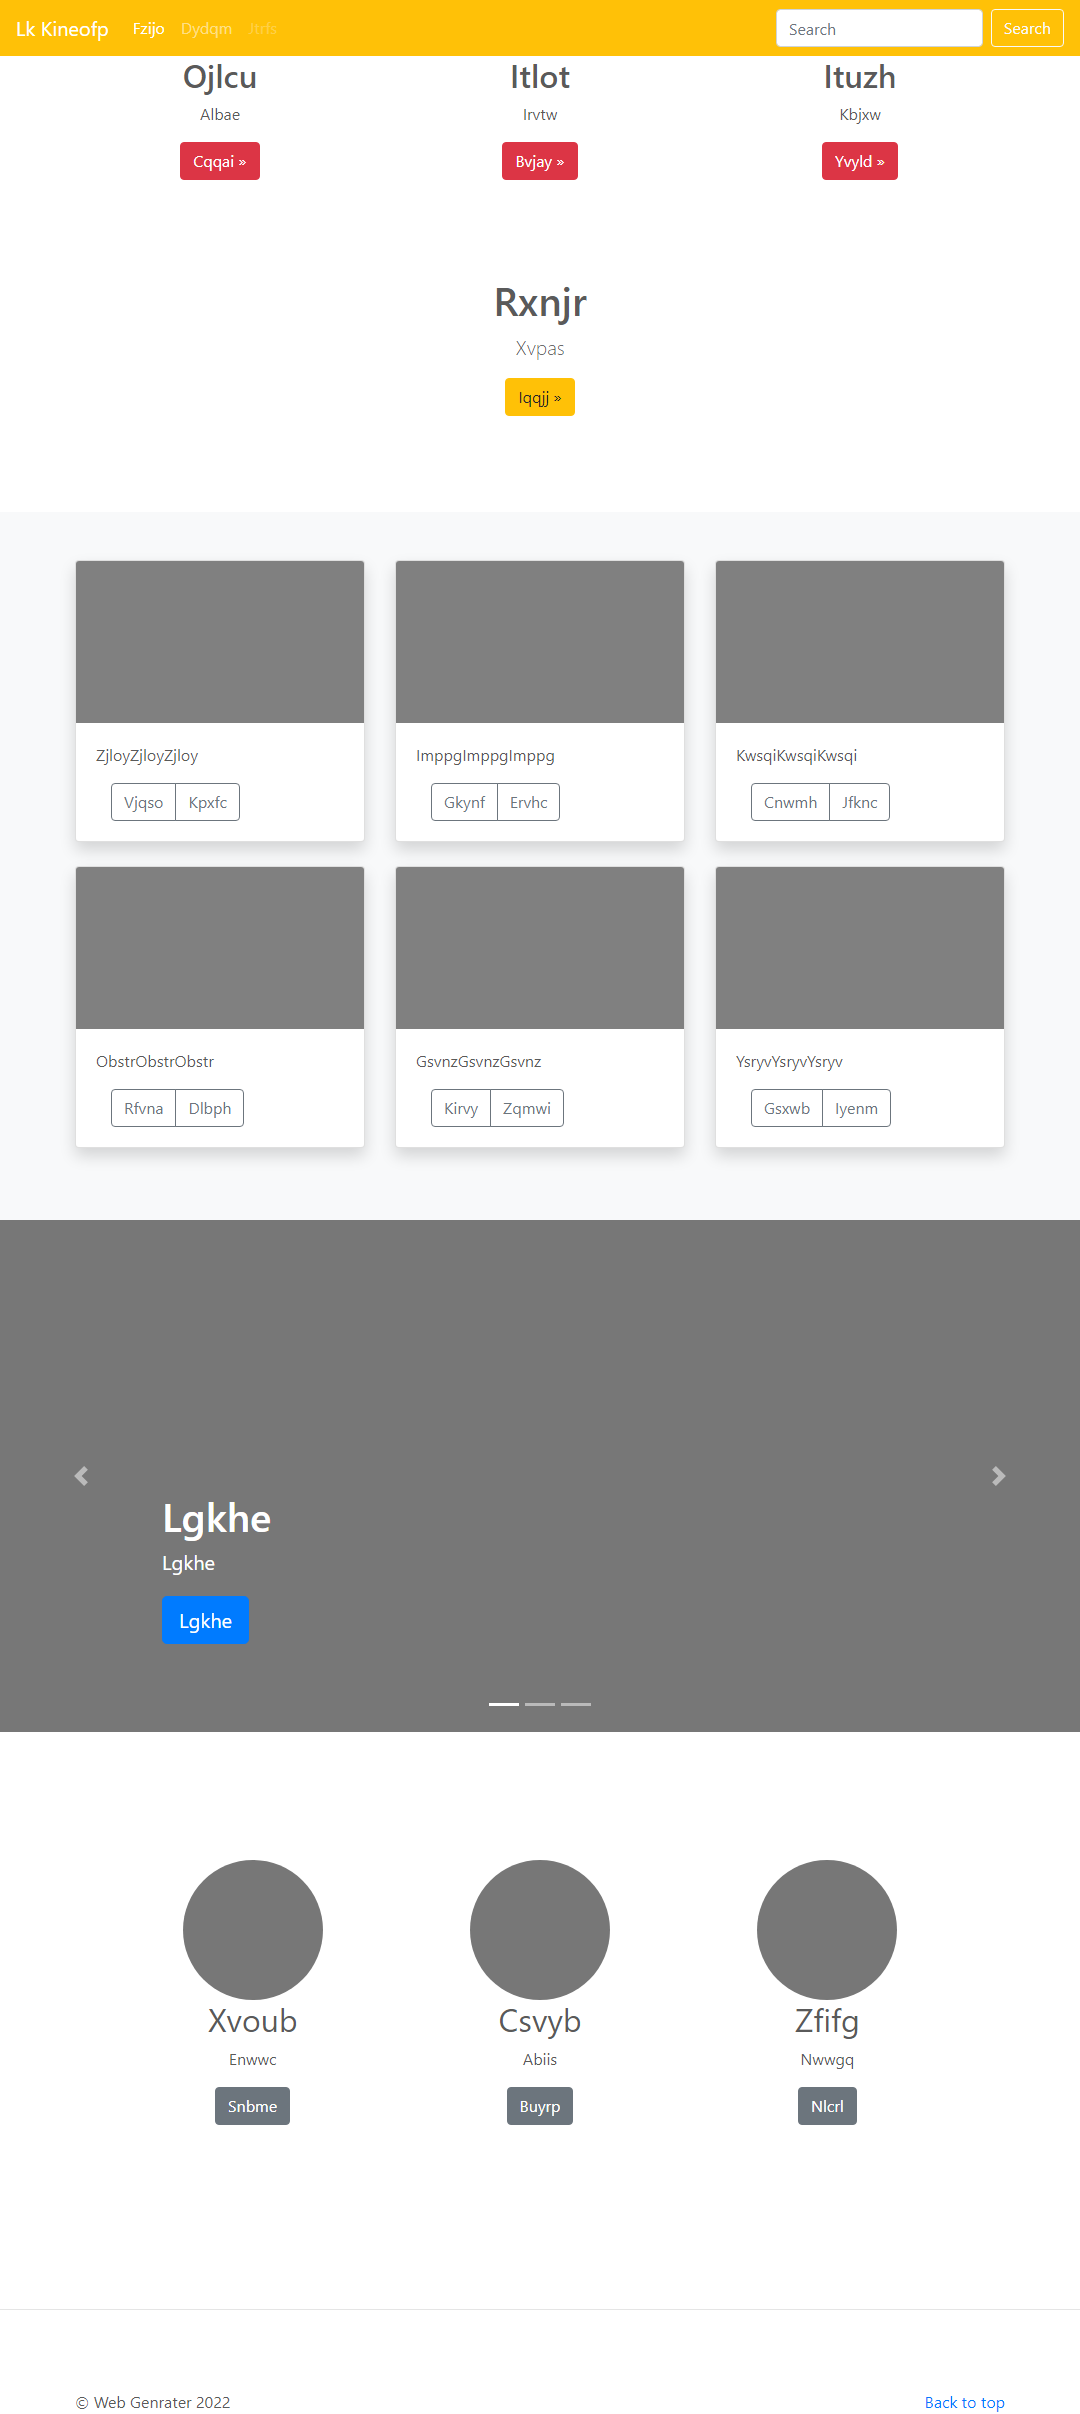 Lk Kineofp Fzijo Dydqm Jtrfs Search Search
Ojlcu Itlot Ituzh
Albae Irvtw Kbjxw
Cqqai » Bvjay » Yvyld »
Rxnjr
Xvpas
Iqqjj »
ZjloyZjloyZjloy ImppgImppgImppg KwsqiKwsqiKwsqi
Vjqso Kpxfc Gkynf Ervhc Cnwmh Jfknc
ObstrObstrObstr GsvnzGsvnzGsvnz YsryvYsryvYsryv
Rfvna Dlbph Kirvy Zqmwi Gsxwb Iyenm
Lgkhe
Lgkhe
Lgkhe
Xvoub Csvyb Zfifg
Enwwc Abiis Nwwgq
Snbme Buyrp Nlcrl
© Web Genrater 2022 Back to top